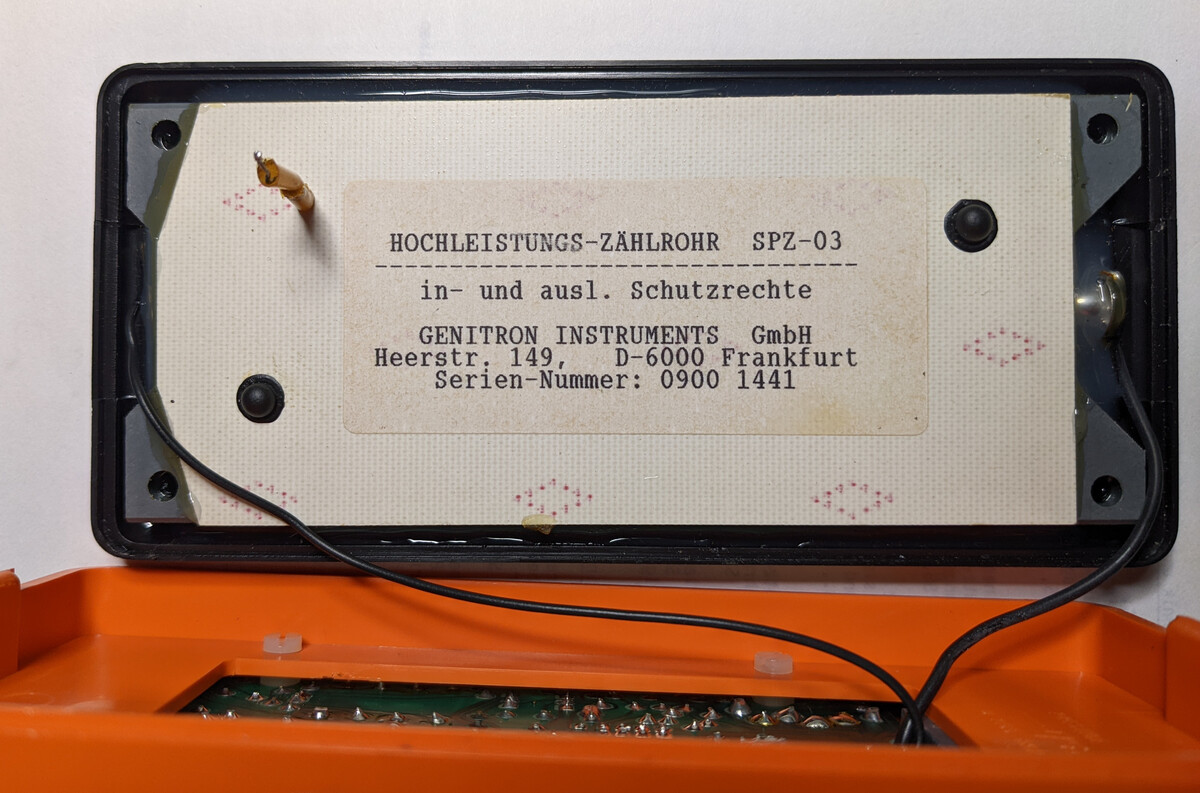 HOCHLEISTUNGS-ZÄHLROHR SPZ-03
--------------------------------
in- und ausl. Schutzrechte
GENITRON INSTRUMENTS GmbH
Heerstr. 149, D-6000 Frankfurt
Serien-Nummer: 0900 1441